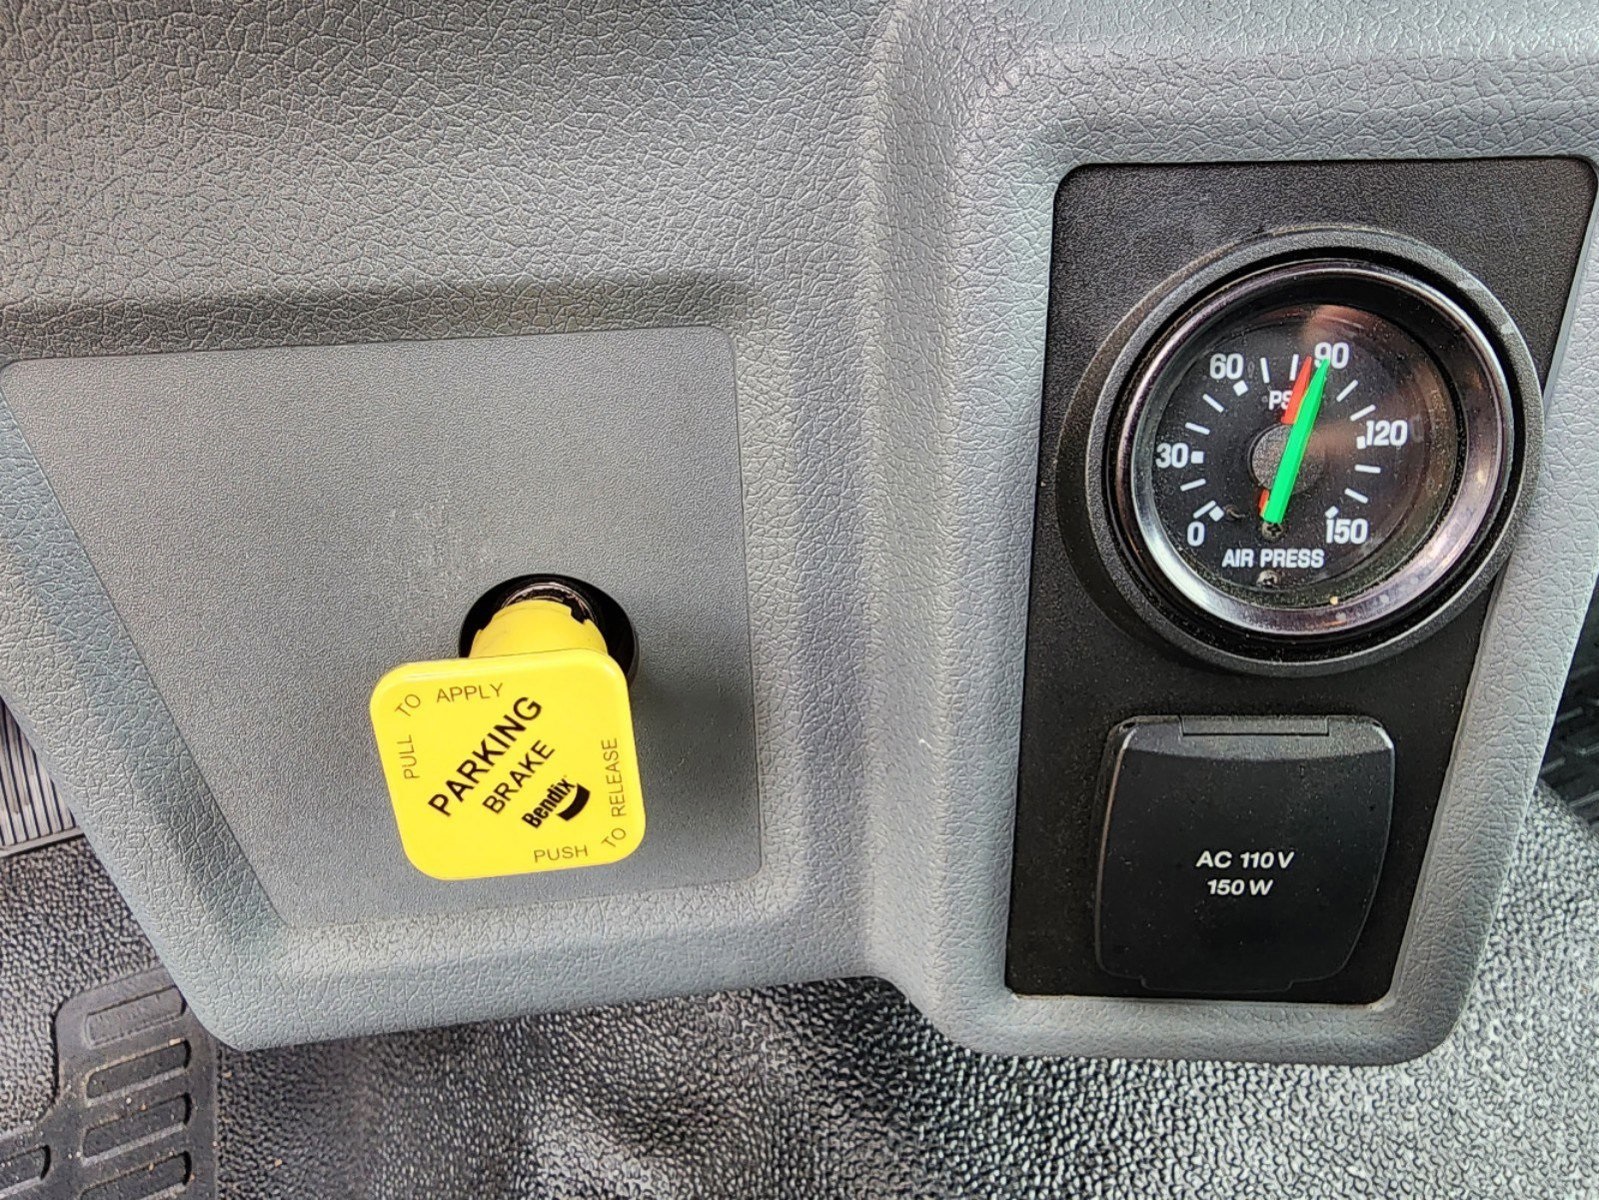 PULL TO APPLY
PARKING
BRAKE
Bendix
PUSH TO RELEASE
60
90
PSI
30
120
0
150
AIR PRESS
AC 110V
150W